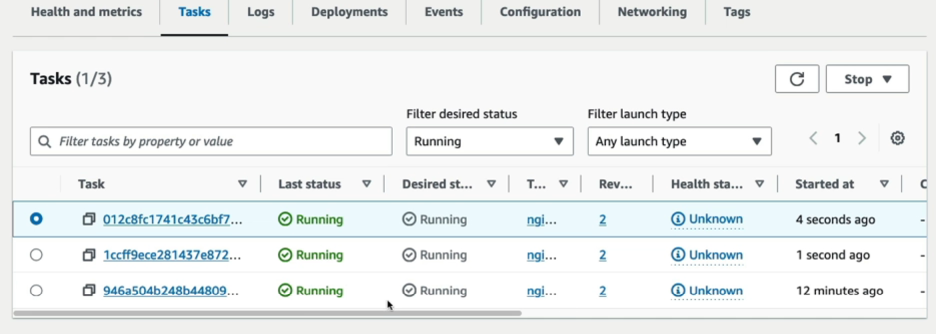 Health and metrics Tasks Logs Deployments Events Configuration Networking Tags
Tasks (1/3) Stop
Filter desired status Filter launch type
Filter tasks by property or value Running Any launch type 1
Task Last status Desired st... T... Rev... Health sta... Started at C
012c8fc1741c43c6bf7... Running Running ngi... 2 Unknown 4 seconds ago -
1ccff9ece281437e872... Running Running ngi... 2 Unknown 1 second ago -
946a504b248b44809... Running Running ngi... 2 Unknown 12 minutes ago -